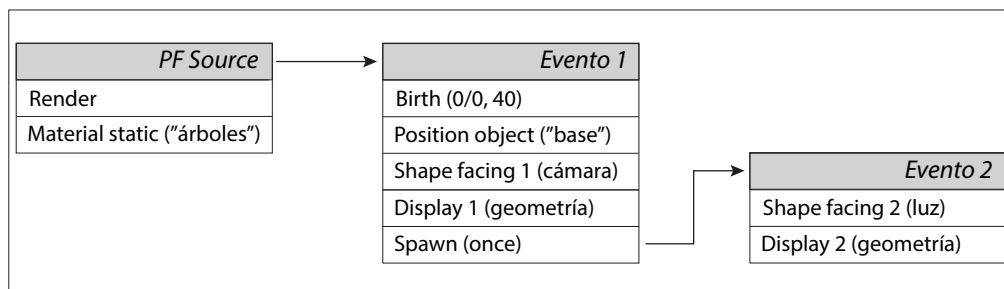 PF Source
Render
Material static (”árboles”)
Evento 1
Birth (0/0, 40)
Position object (”base”)
Shape facing 1 (cámara)
Display 1 (geometría)
Spawn (once)
Evento 2
Shape facing 2 (luz)
Display 2 (geometría)